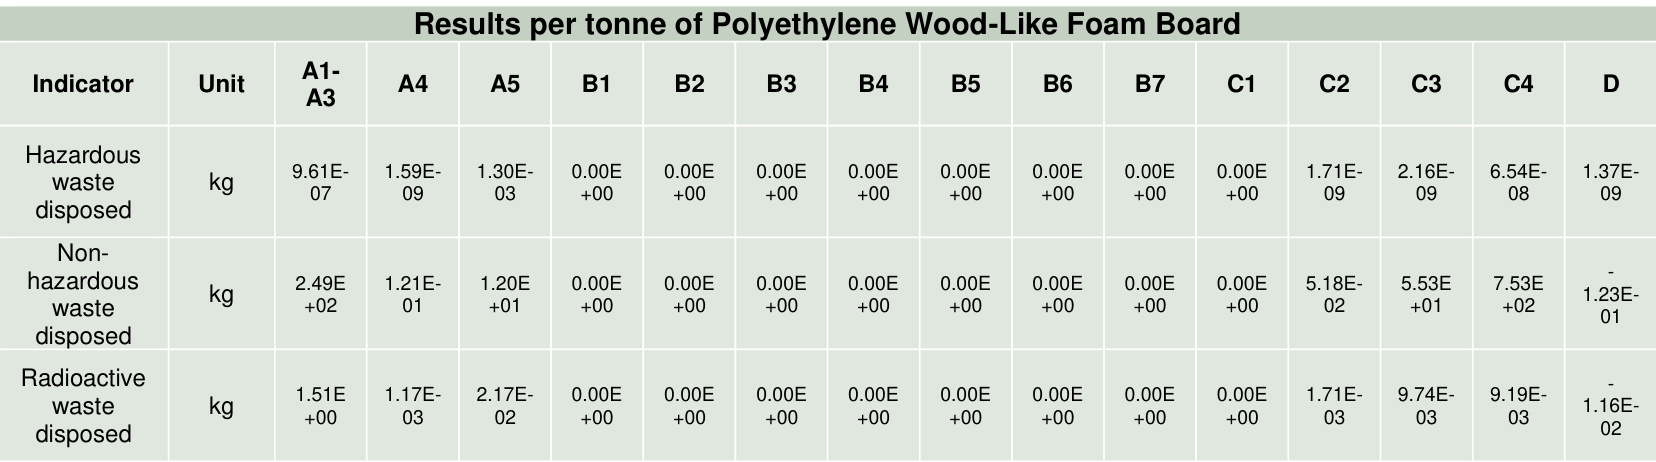 Results per tonne of Polyethylene Wood-Like Foam Board
Indicator Unit A1-A3 A4 A5 B1 B2 B3 B4 B5 B6 B7 C1 C2 C3 C4 D
Hazardous waste disposed kg 9.61E-07 1.59E-09 1.30E-03 0.00E+00 0.00E+00 0.00E+00 0.00E+00 0.00E+00 0.00E+00 0.00E+00 0.00E+00 1.71E-09 2.16E-09 6.54E-08 1.37E-09
Non-hazardous waste disposed kg 2.49E+02 1.21E-01 1.20E+01 0.00E+00 0.00E+00 0.00E+00 0.00E+00 0.00E+00 0.00E+00 0.00E+00 0.00E+00 5.18E-02 5.53E+01 7.53E+02 -1.23E-01
Radioactive waste disposed kg 1.51E+00 1.17E-03 2.17E-02 0.00E+00 0.00E+00 0.00E+00 0.00E+00 0.00E+00 0.00E+00 0.00E+00 0.00E+00 1.71E-03 9.74E-03 9.19E-03 -1.16E-02